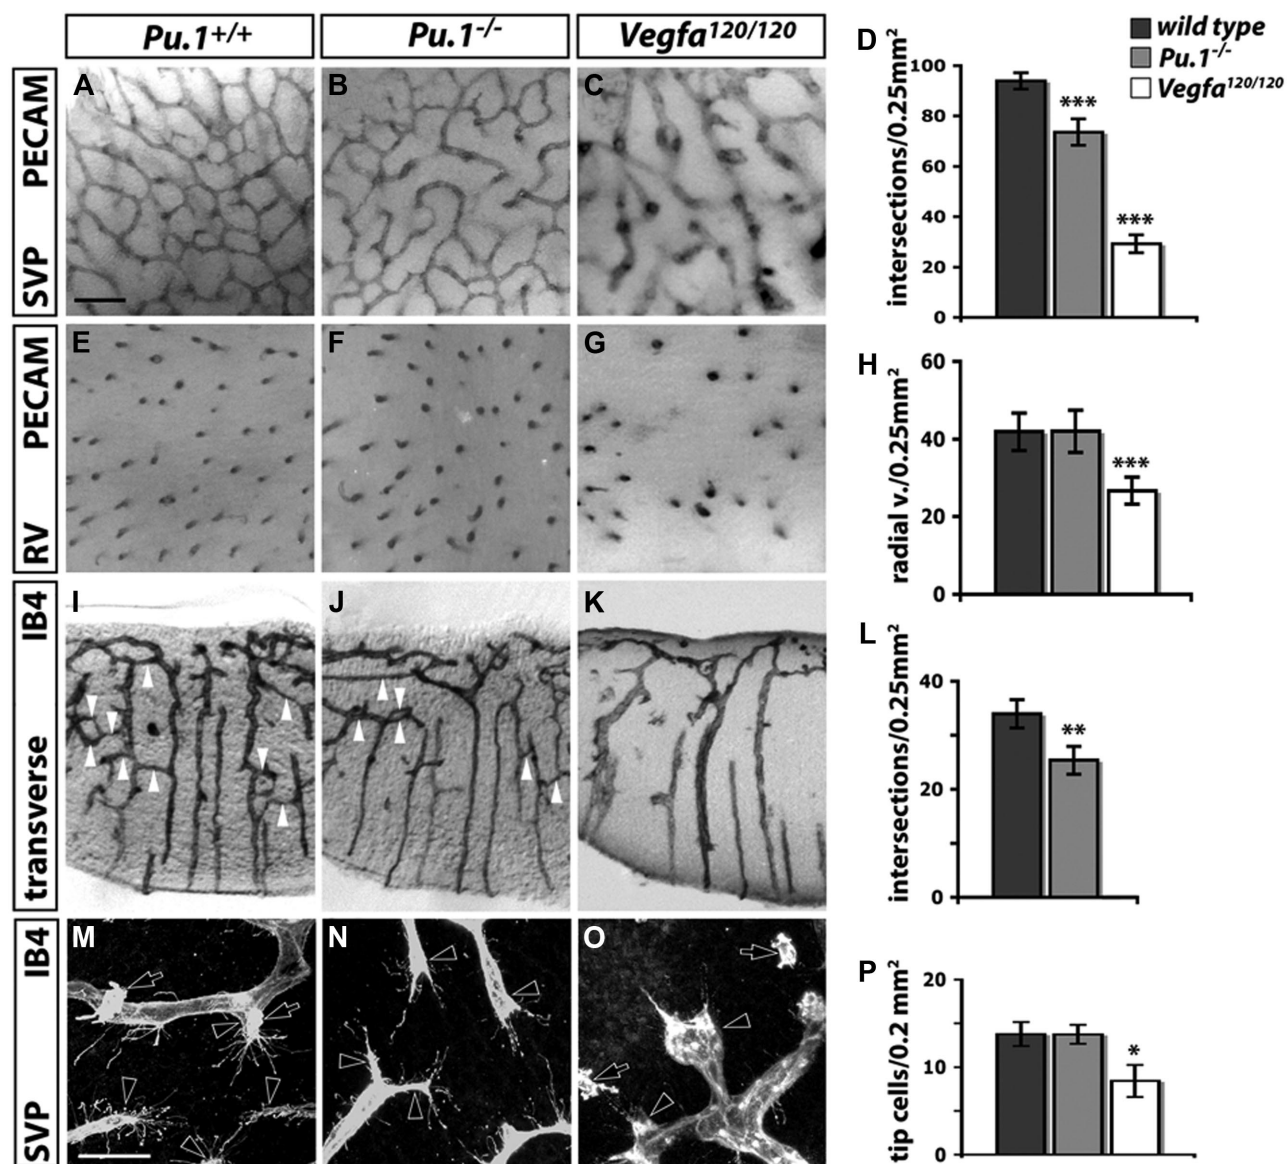 Pu.1+/+
Pu.1-/-
Vegfa120/120
SVP PECAM
A
B
C
D
wild type
Pu.1-/-
Vegfa120/120
intersections/0.25mm²
100
80
60
40
20
0
***
***
RV PECAM
E
F
G
H
radial v./0.25mm²
60
40
20
0
***
transverse IB4
I
J
K
L
intersections/0.25mm²
40
20
0
**
SVP IB4
M
N
O
P
tip cells/0.2 mm²
20
10
0
*